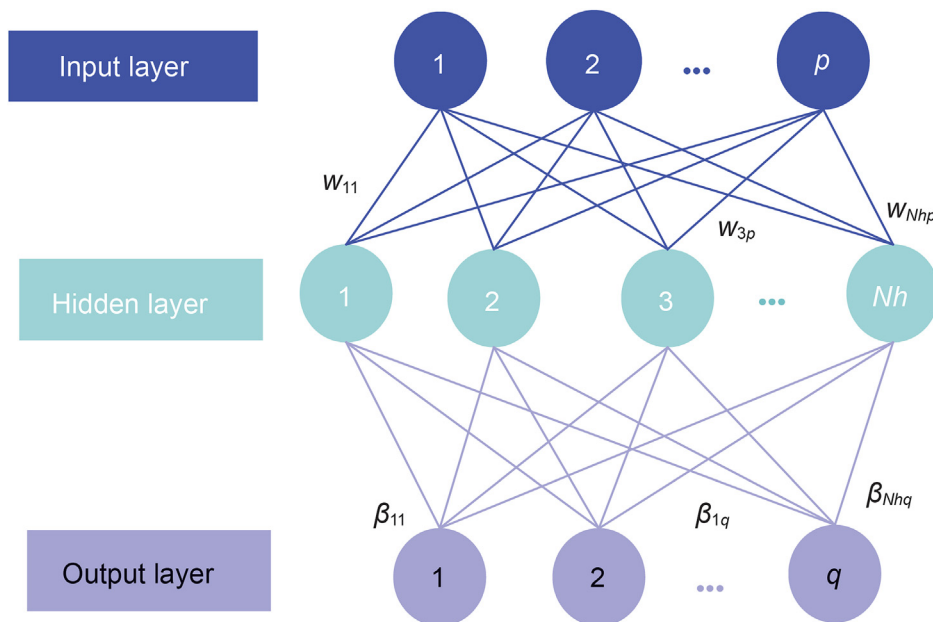 Input layer
1 2 ... p
w11
w3p
wNhp
Hidden layer
1 2 3 ... Nh
β11
β1q
βNhq
Output layer
1 2 ... q